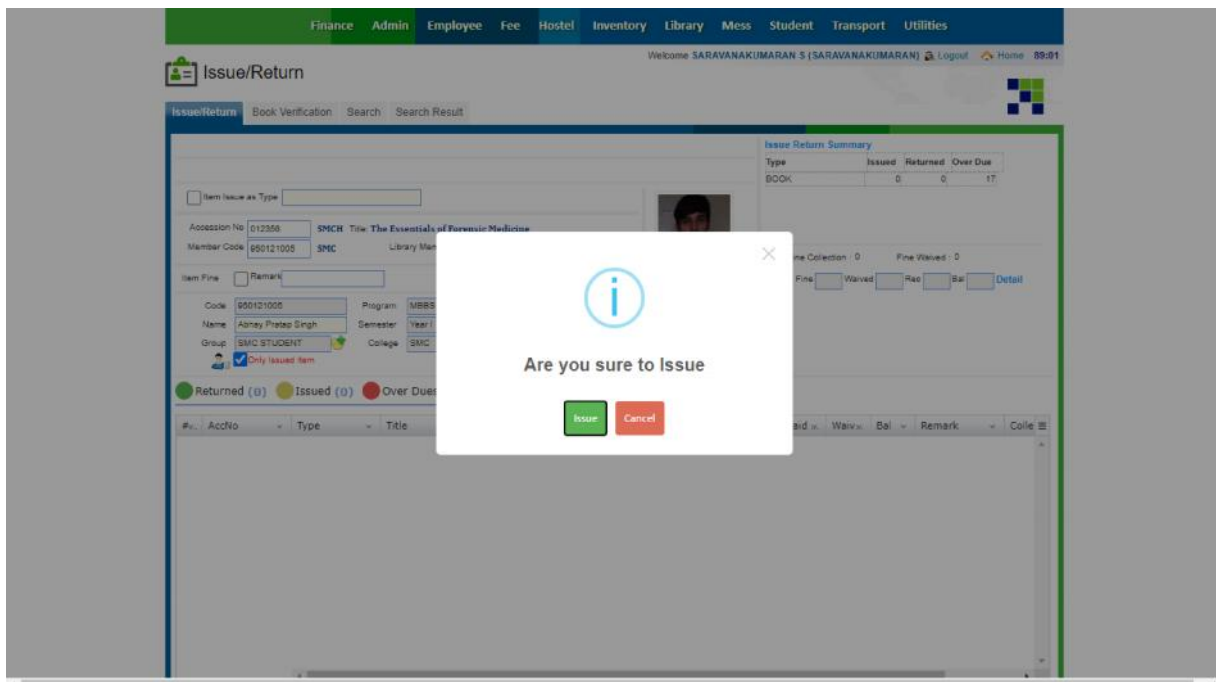 Finance Admin Employee Fee Hostel Inventory Library Mess Student Transport Utilities
Welcome SARAVANAKUMARAN S (SARAVANAKUMARAN) Logout Home 89:01
Issue/Return
Issue/Return Book Verification Search Search Result
Issue Return Summary
Type Issued Returned Over Due
BOOK 0 0 17
Item Issue as Type
Accession No 012358 SMCH Title The Essentials of Forensic Medicine
Member Code 950121005 SMC Library Mem
ine Collection : 0 Fine Waived : 0
Item Fine Remark
Fine Waived Rec Bal Detail
Code 950121005 Program MBBS
Name Abhay Pratap Singh Semester Year I
Group SMC STUDENT College SMC
Only Issued Item
Are you sure to Issue
Returned (0) Issued (0) Over Dues
Issue Cancel
AccNo Type Title aid Waiv Bal Remark Colle